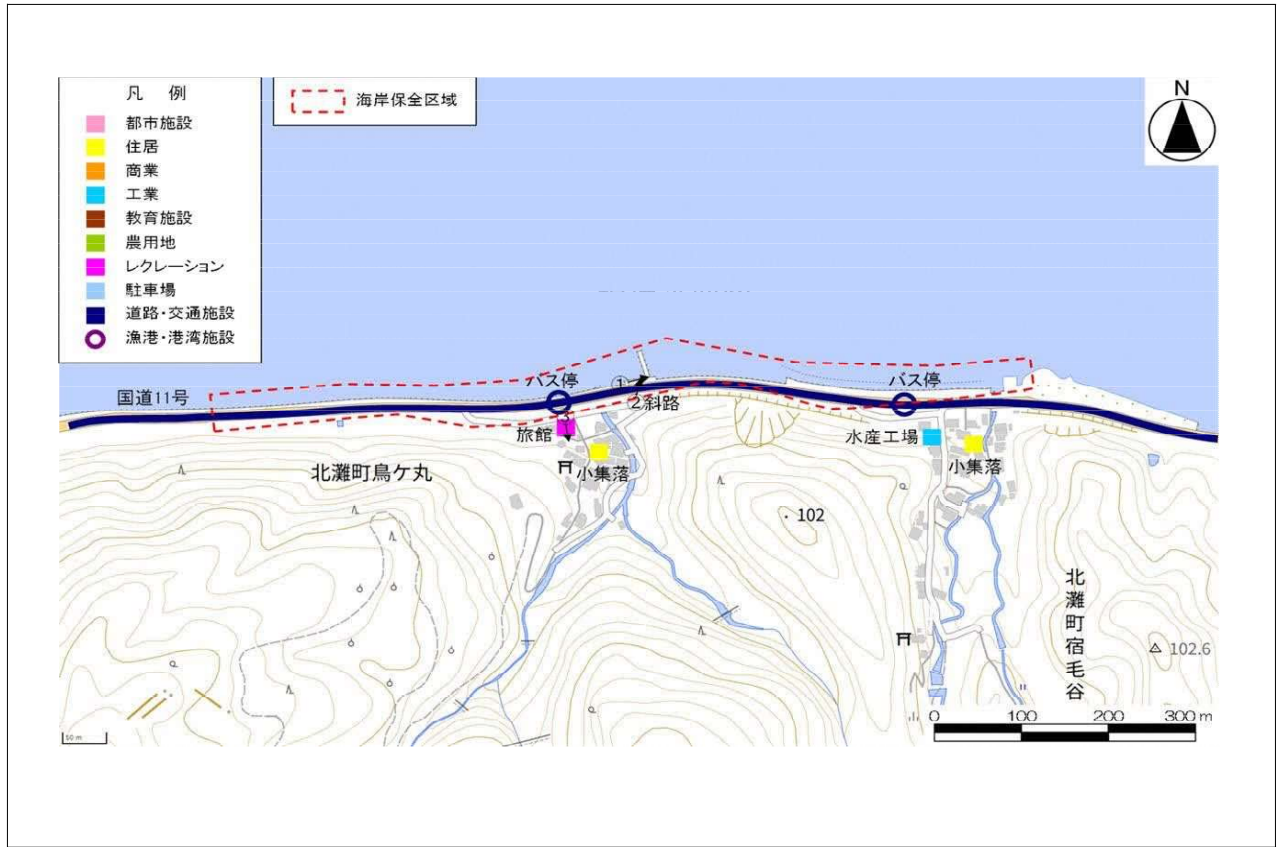 凡 例
都市施設
住居
商業
工業
教育施設
農用地
レクレーション
駐車場
道路・交通施設
漁港・港湾施設
海岸保全区域
N
国道11号
バス停
①
2斜路
バス停
旅館
小集落
水産工場
小集落
北灘町鳥ケ丸
102
北灘町宿毛谷
102.6
0 100 200 300 m
50 m